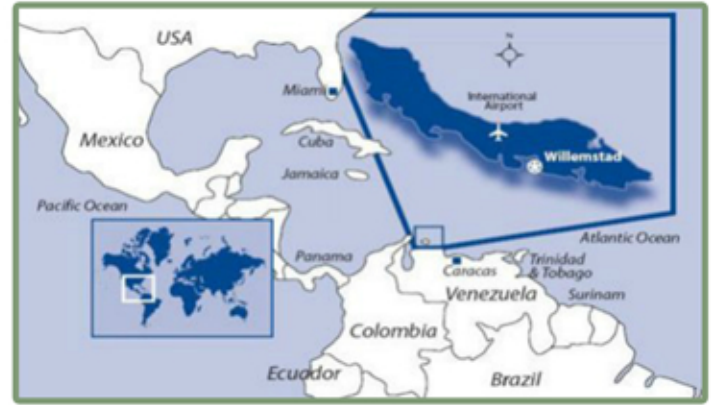 USA
N
Miami
International
Airport
Mexico
Cuba
Willemstad
Jamaica
Pacific Ocean
Atlantic Ocean
Panama
Trinidad
& Tobago
Caracas
Venezuela
Surinam
Colombia
Ecuador
Brazil